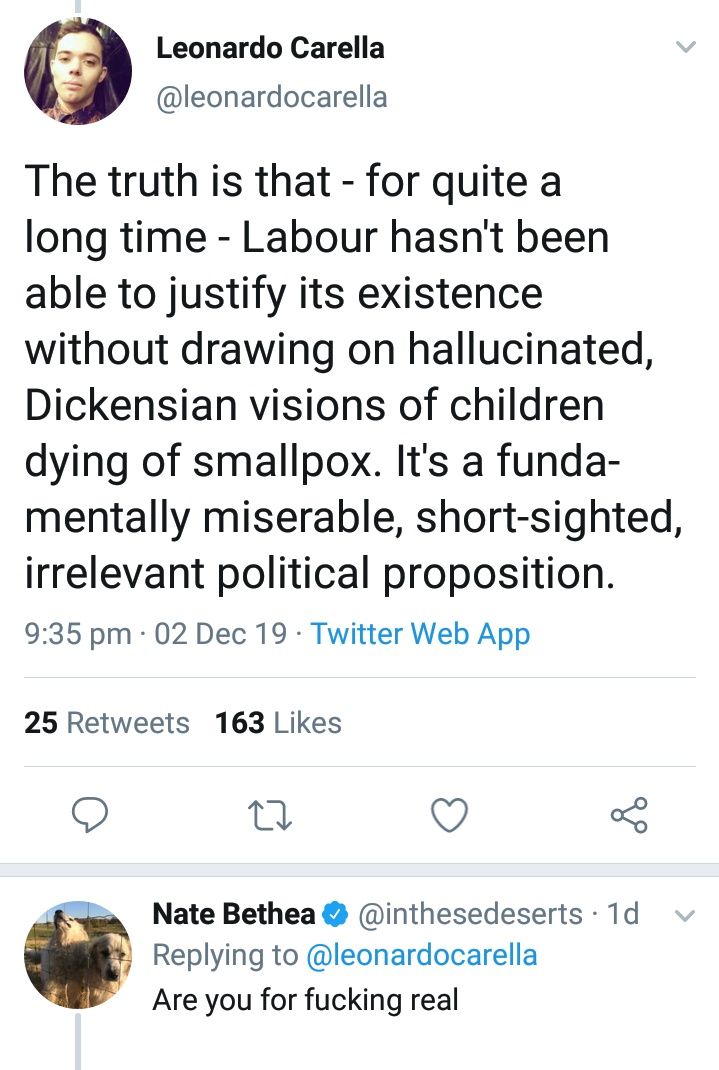 Leonardo Carella
@leonardocarella
The truth is that - for quite a
long time - Labour hasn't been
able to justify its existence
without drawing on hallucinated,
Dickensian visions of children
dying of smallpox. It's a funda-
mentally miserable, short-sighted,
irrelevant political proposition.
9:35 pm · 02 Dec 19 · Twitter Web App
25 Retweets 163 Likes
Nate Bethea @inthesedeserts · 1d
Replying to @leonardocarella
Are you for fucking real